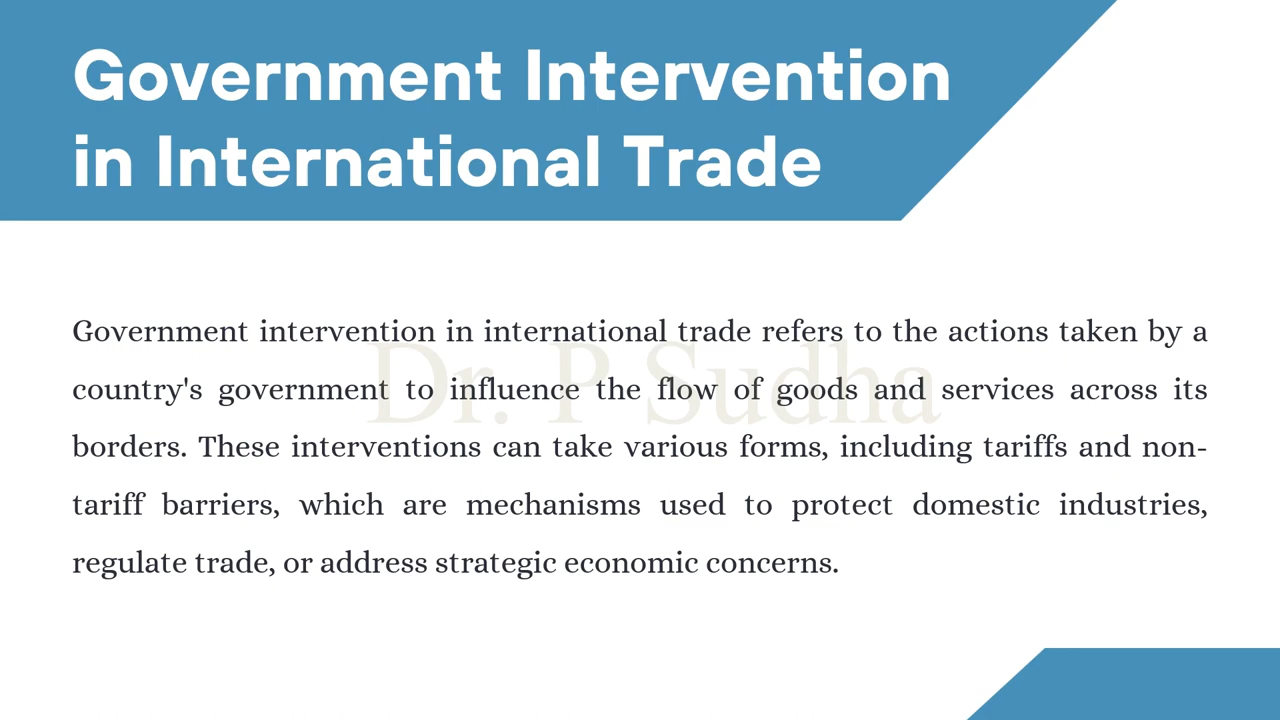 Government Intervention
in International Trade
Government intervention in international trade refers to the actions taken by a
country's government to influence the flow of goods and services across its
borders. These interventions can take various forms, including tariffs and non-
tariff barriers, which are mechanisms used to protect domestic industries,
regulate trade, or address strategic economic concerns.
Dr. P Sudha